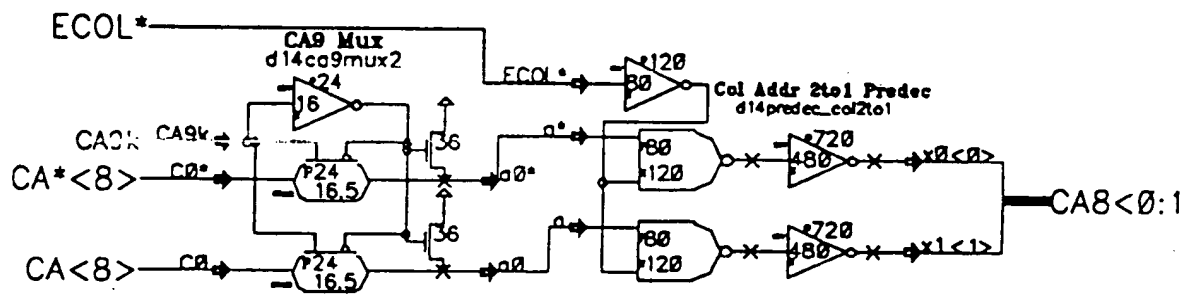 ECOL*
CA9 Mux
d14ca9mux2
*24
16
ECOL*
*120
80
Col Addr 2to1 Predec
d14predec_col2to1
CA9k
36
a*
*80
*120
*720
480
x0<0>
CA*<8>
C0*
P24
16.5
a0*
CA8<0:1
36
a
*80
*120
*720
480
x1<1>
CA<8>
C0
P24
16.5
a0